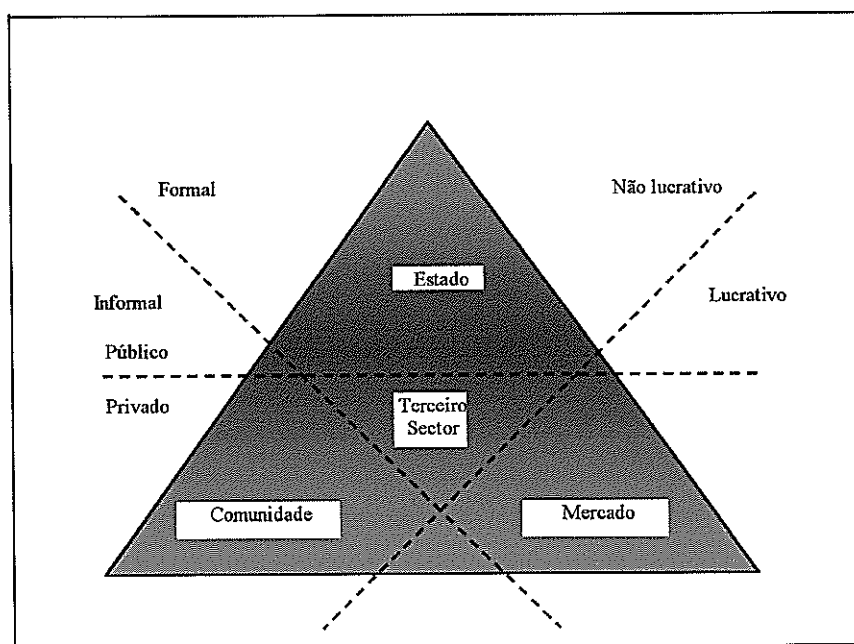 Formal
Não lucrativo
Estado
Informal
Lucrativo
Público
Privado
Terceiro
Sector
Comunidade
Mercado